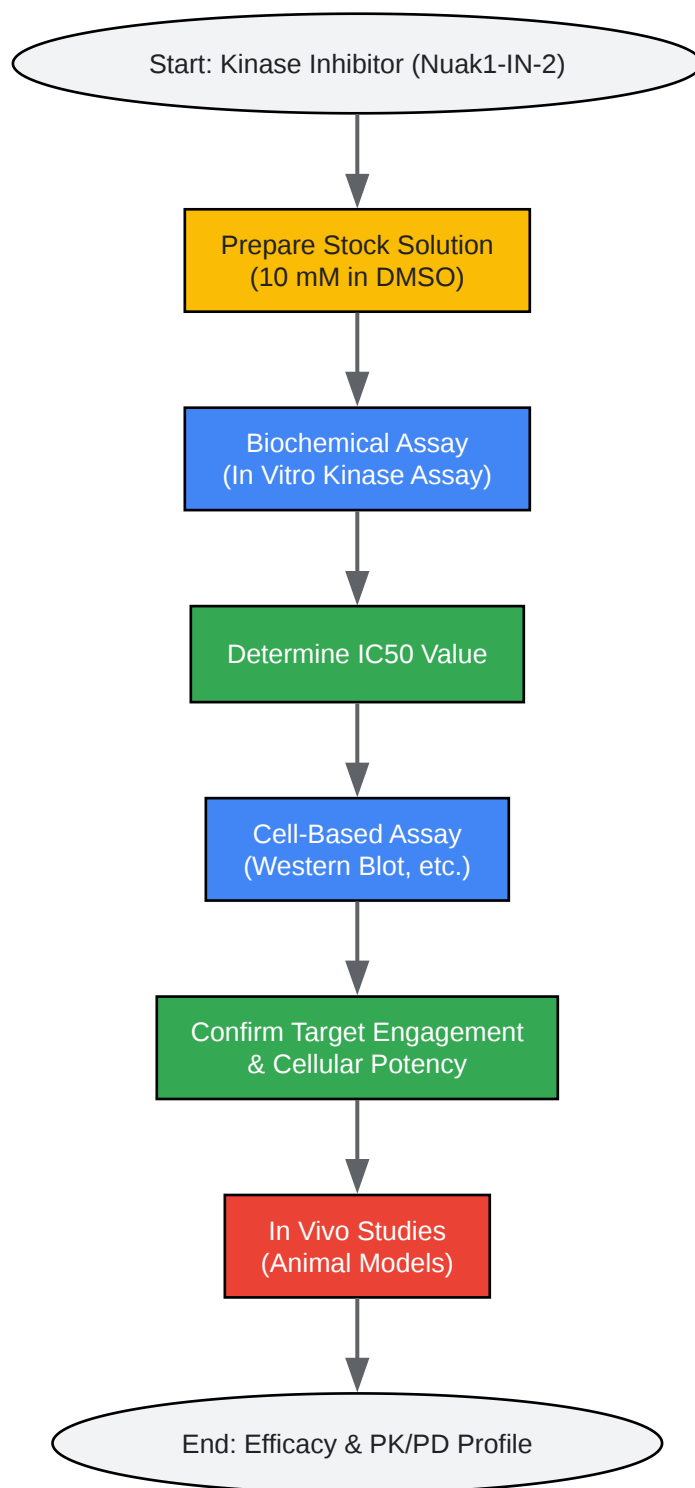 Start: Kinase Inhibitor (Nuak1-IN-2)
Prepare Stock Solution
(10 mM in DMSO)
Biochemical Assay
(In Vitro Kinase Assay)
Determine IC50 Value
Cell-Based Assay
(Western Blot, etc.)
Confirm Target Engagement
& Cellular Potency
In Vivo Studies
(Animal Models)
End: Efficacy & PK/PD Profile